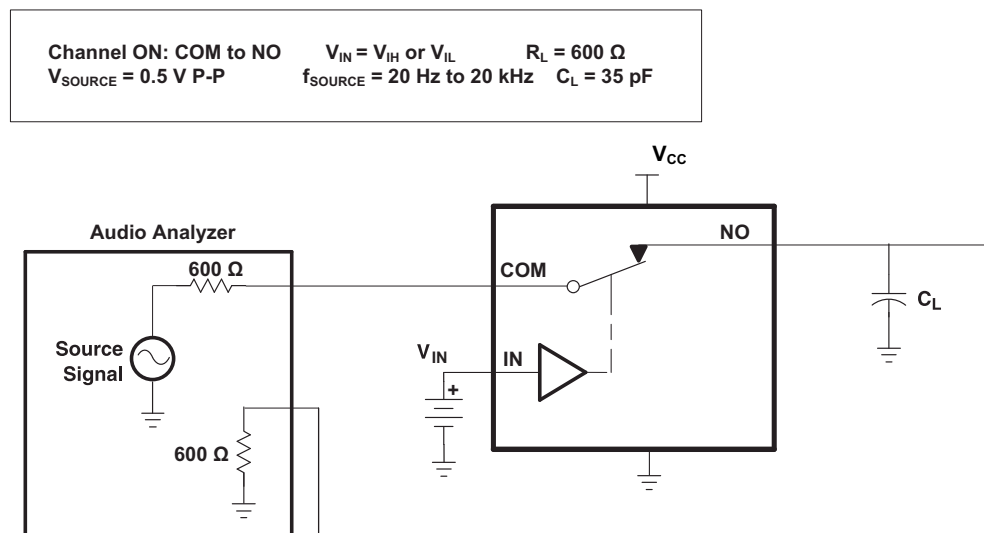 Channel ON: COM to NO V_IN = V_IH or V_IL R_L = 600 Ω
V_SOURCE = 0.5 V P-P f_SOURCE = 20 Hz to 20 kHz C_L = 35 pF
V_CC
Audio Analyzer
NO
600 Ω
COM
C_L
Source
Signal
V_IN
IN
+
600 Ω